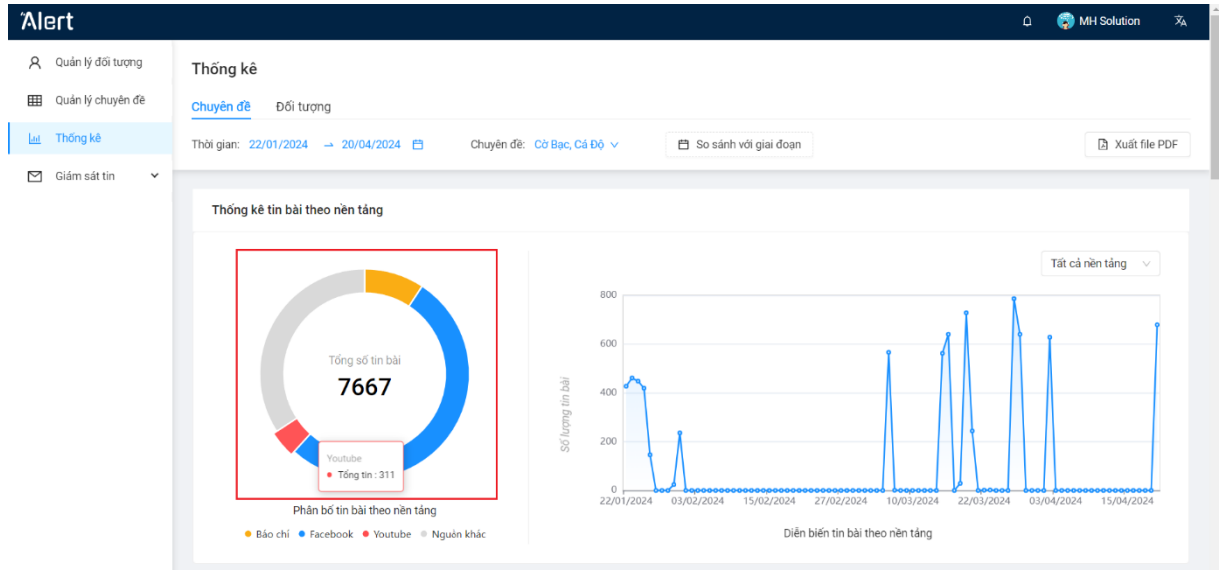 Alert
MH Solution
Quản lý đối tượng
Quản lý chuyên đề
Thống kê
Giám sát tin
Thống kê
Chuyên đề Đối tượng
Thời gian: 22/01/2024 → 20/04/2024 Chuyên đề: Cờ Bạc, Cá Độ So sánh với giai đoạn Xuất file PDF
Thống kê tin bài theo nền tảng
Tổng số tin bài
7667
Youtube
Tổng tin : 311
Phân bố tin bài theo nền tảng
Báo chí Facebook Youtube Nguồn khác
Tất cả nền tảng
Số lượng tin bài
800
600
400
200
0
22/01/2024 03/02/2024 15/02/2024 27/02/2024 10/03/2024 22/03/2024 03/04/2024 15/04/2024
Diễn biến tin bài theo nền tảng